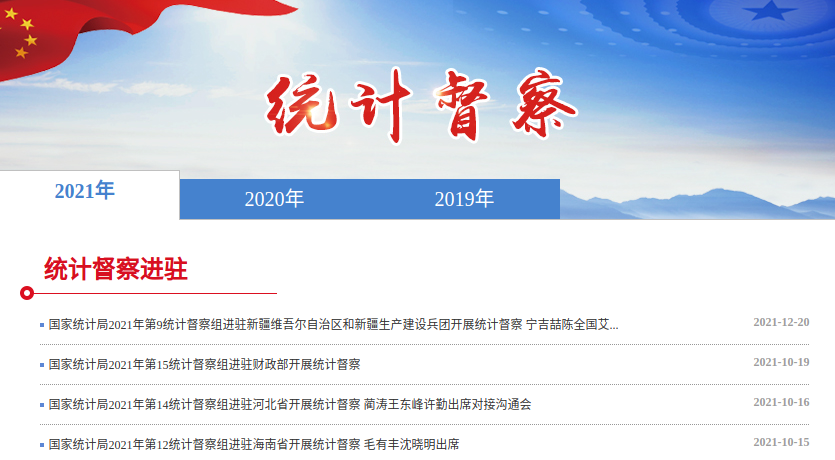 统计督察
2021年
2020年
2019年
统计督察进驻
国家统计局2021年第9统计督察组进驻新疆维吾尔自治区和新疆生产建设兵团开展统计督察 宁吉喆陈全国艾... 2021-12-20
国家统计局2021年第15统计督察组进驻财政部开展统计督察 2021-10-19
国家统计局2021年第14统计督察组进驻河北省开展统计督察 蔺涛王东峰许勤出席对接沟通会 2021-10-16
国家统计局2021年第12统计督察组进驻海南省开展统计督察 毛有丰沈晓明出席 2021-10-15